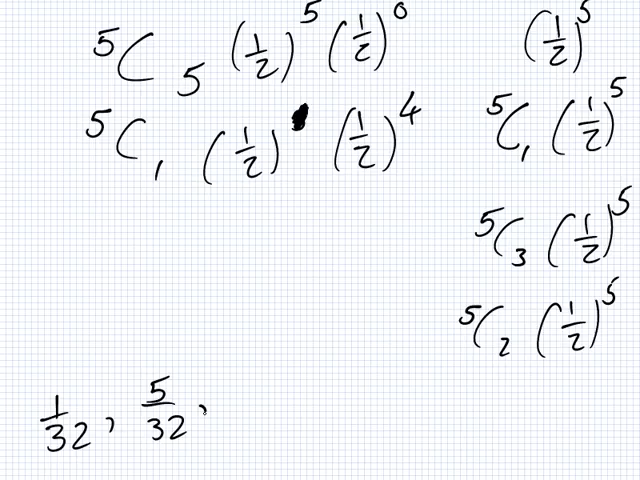 ⁵C₅ (1/2)⁵ (1/2)⁰ (1/2)⁵
⁵C₁ (1/2) (1/2)⁴ ⁵C₁ (1/2)⁵
⁵C₃ (1/2)⁵
⁵C₂ (1/2)⁵
1/32, 5/32,